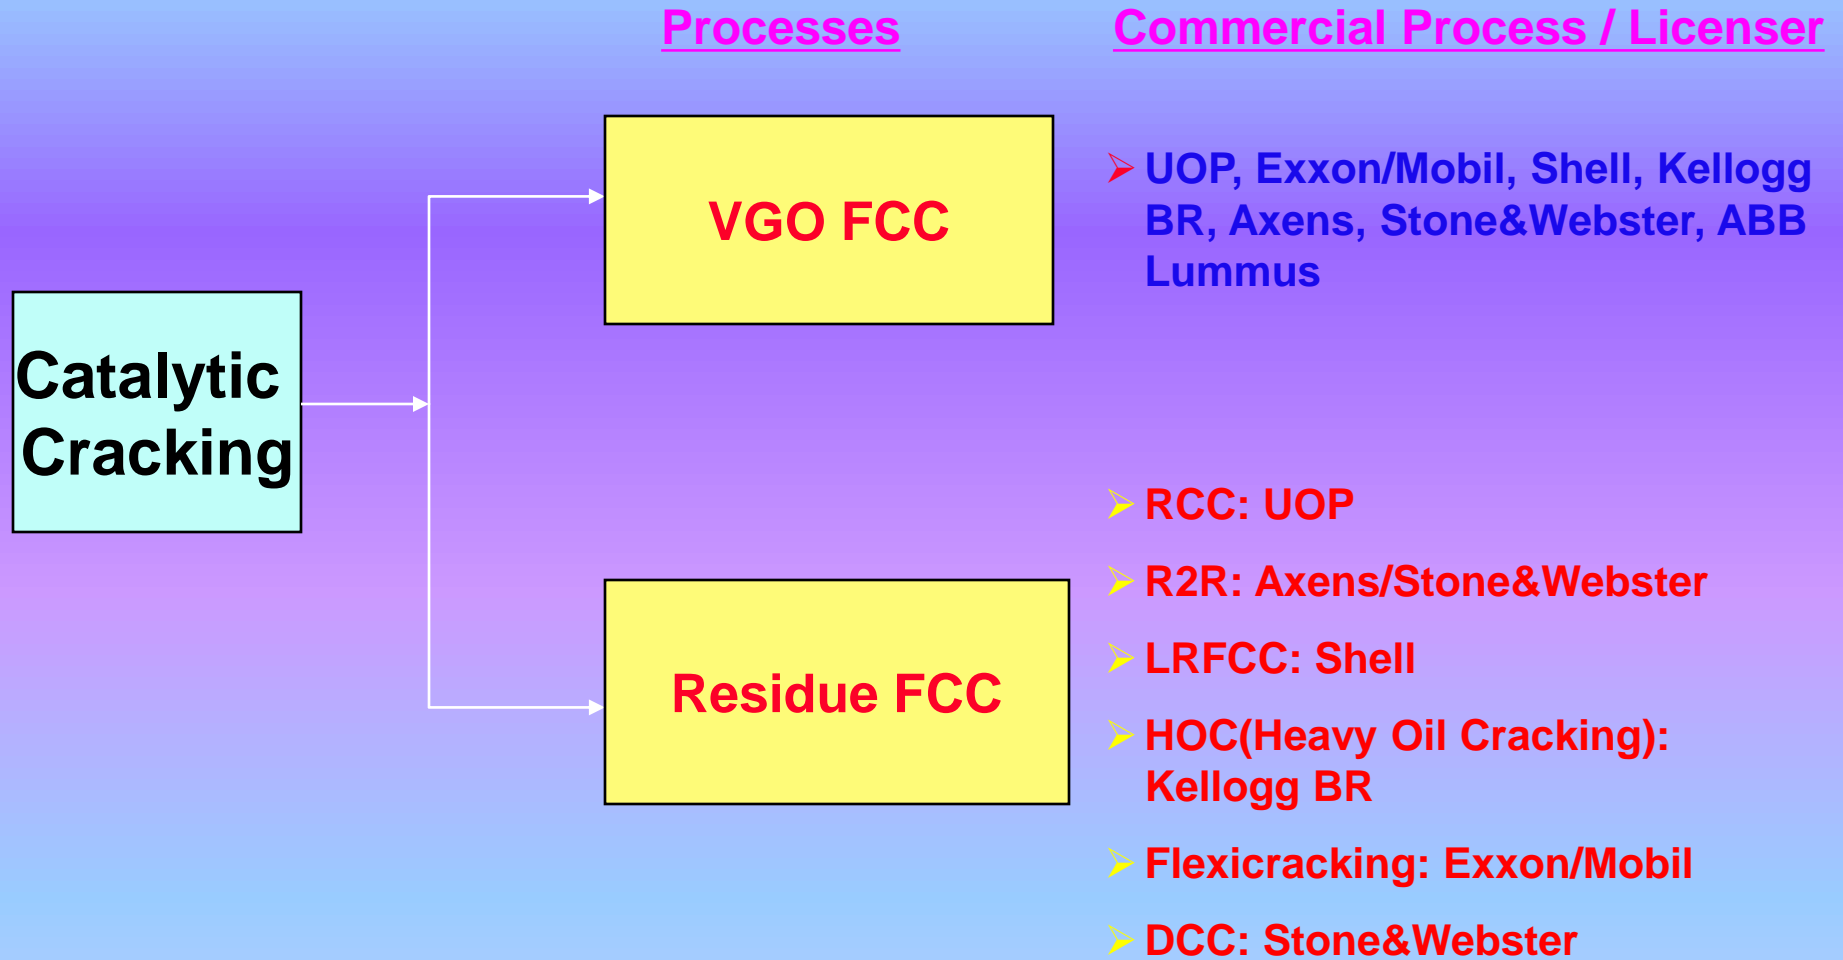 Processes
Commercial Process / Licenser
VGO FCC
UOP, Exxon/Mobil, Shell, Kellogg
BR, Axens, Stone&Webster, ABB
Lummus
Catalytic
Cracking
Residue FCC
RCC: UOP
R2R: Axens/Stone&Webster
LRFCC: Shell
HOC(Heavy Oil Cracking):
Kellogg BR
Flexicracking: Exxon/Mobil
DCC: Stone&Webster